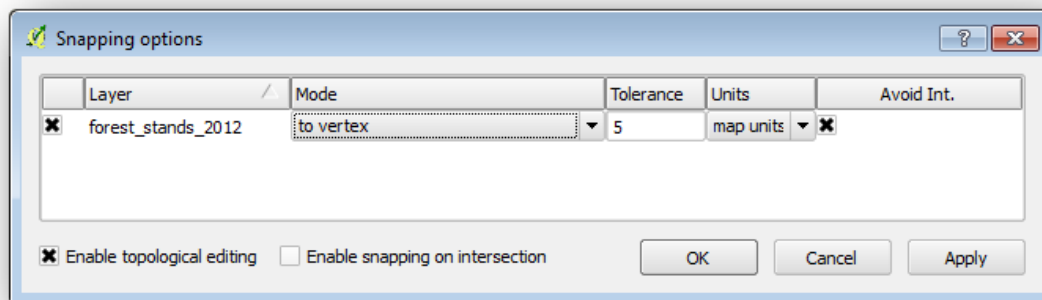 Snapping options
Layer Mode Tolerance Units Avoid Int.
forest_stands_2012 to vertex 5 map units
Enable topological editing Enable snapping on intersection OK Cancel Apply